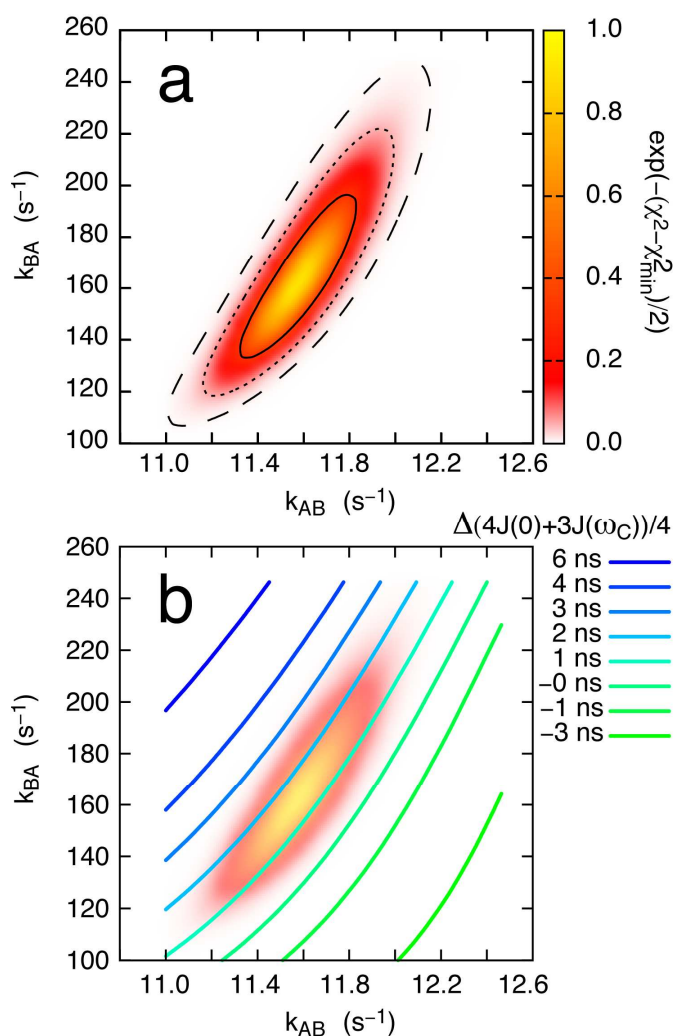 a
260
240
220
200
180
160
140
120
100
k_BA (s⁻¹)
11.0 11.4 11.8 12.2 12.6
k_AB (s⁻¹)
1.0
0.8
0.6
0.4
0.2
0.0
exp(−(χ²−χ²_min)/2)
Δ(4J(0)+3J(ω_C))/4
6 ns
4 ns
3 ns
2 ns
1 ns
−0 ns
−1 ns
−3 ns
b
260
240
220
200
180
160
140
120
100
k_BA (s⁻¹)
11.0 11.4 11.8 12.2 12.6
k_AB (s⁻¹)